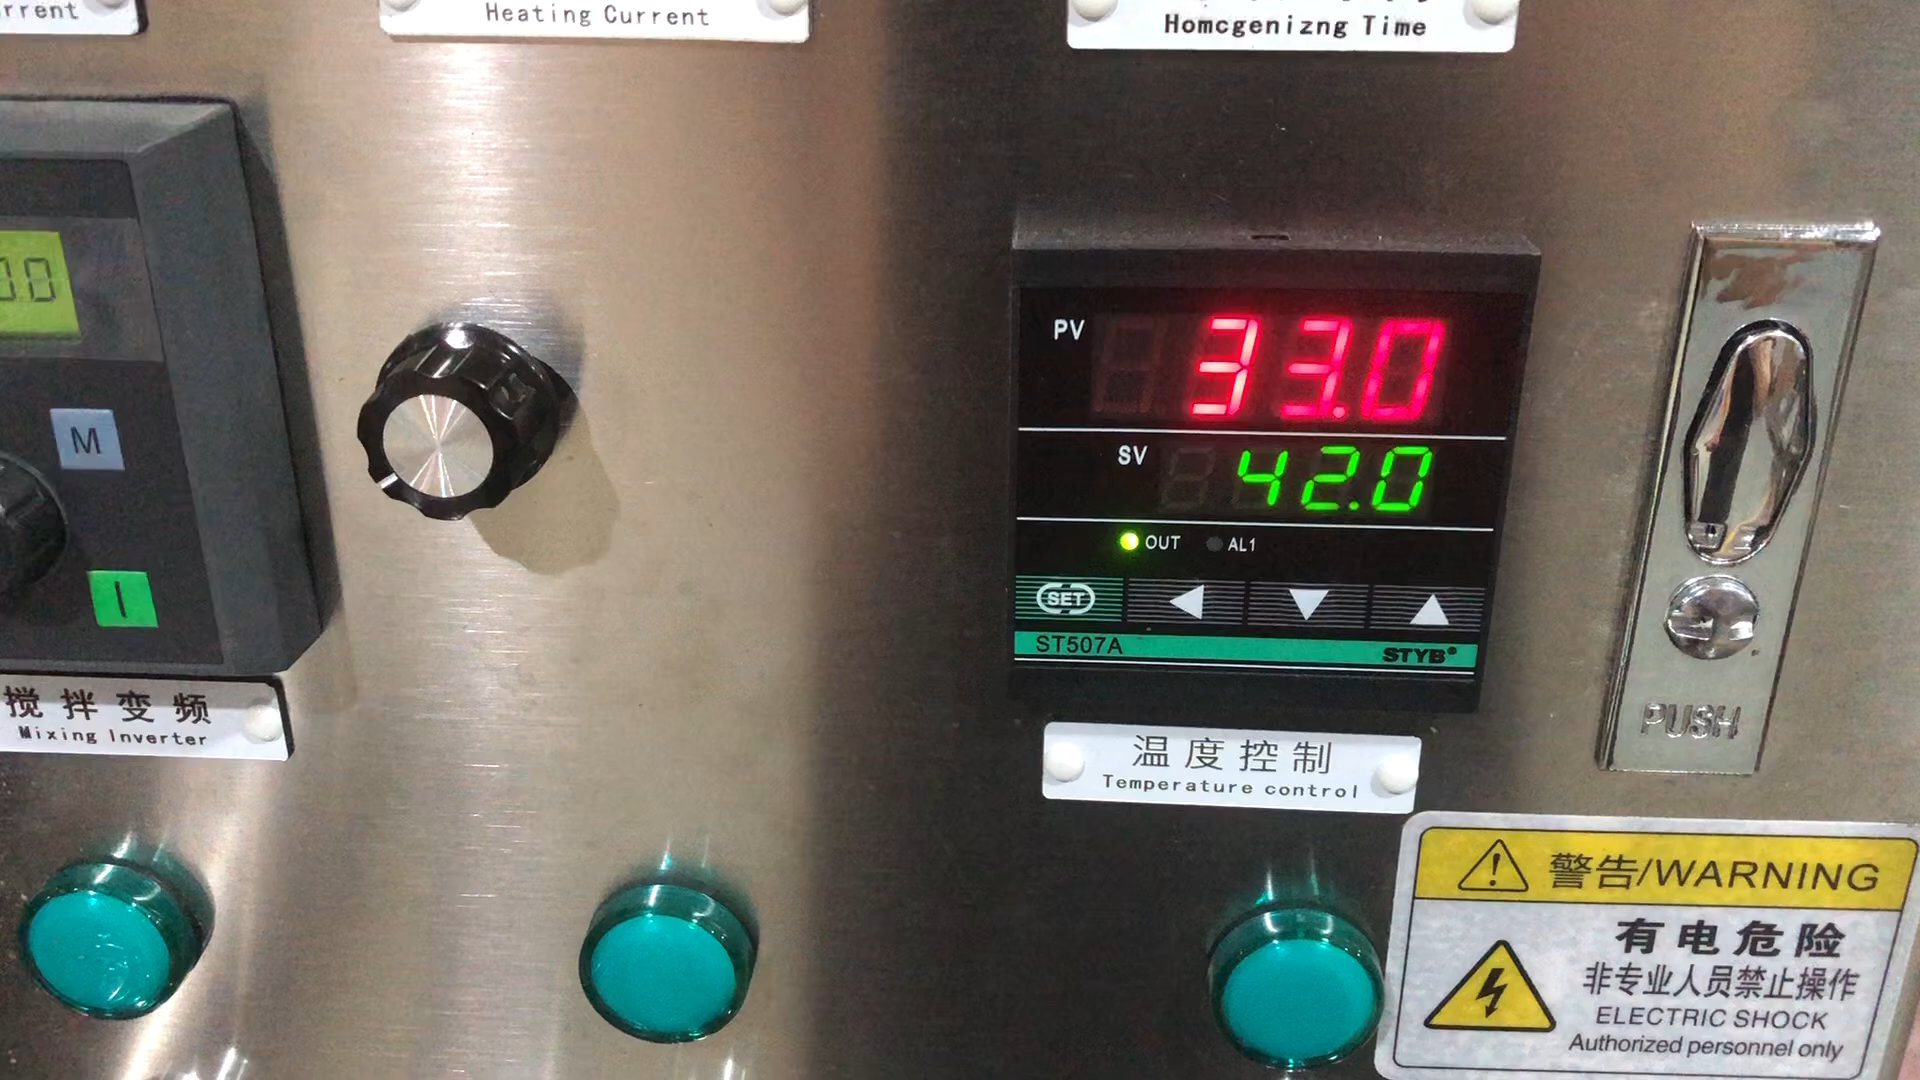 Heating Current
Homcgenizng Time
M
I
搅拌变频
Mixing Inverter
PV
33.0
SV
42.0
OUT
AL1
SET
ST507A
STYB®
温度控制
Temperature control
PUSH
警告/WARNING
有电危险
非专业人员禁止操作
ELECTRIC SHOCK
Authorized personnel only